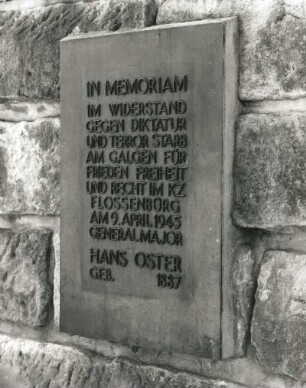 IN MEMORIAM
IM WIDERSTAND
GEGEN DIKTATUR
UND TERROR STARB
AM GALGEN FÜR
FRIEDEN FREIHEIT
UND RECHT IM KZ
FLOSSENBÜRG
AM 9. APRIL 1945
GENERALMAJOR
HANS OSTER
GEB. 1887